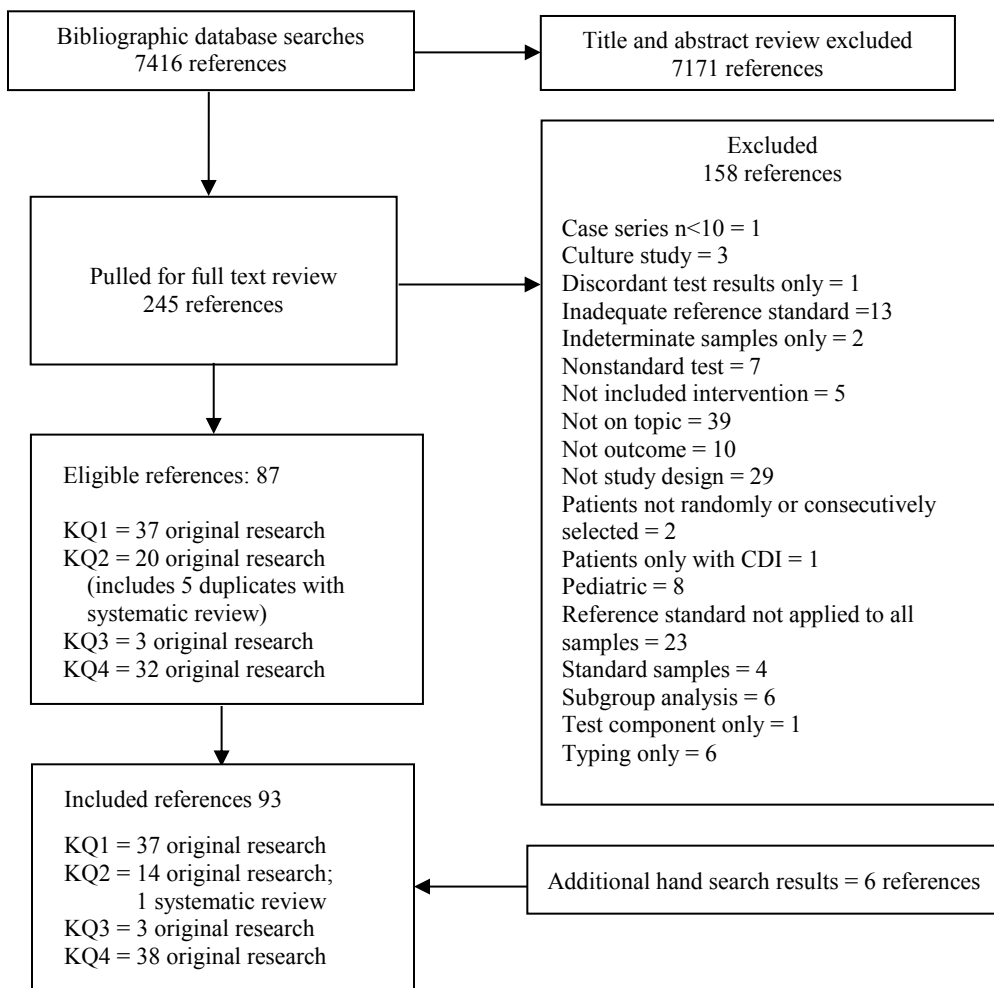 Bibliographic database searches
7416 references
Title and abstract review excluded
7171 references
Pulled for full text review
245 references
Excluded
158 references
Case series n<10 = 1
Culture study = 3
Discordant test results only = 1
Inadequate reference standard =13
Indeterminate samples only = 2
Nonstandard test = 7
Not included intervention = 5
Not on topic = 39
Not outcome = 10
Not study design = 29
Patients not randomly or consecutively
selected = 2
Patients only with CDI = 1
Pediatric = 8
Reference standard not applied to all
samples = 23
Standard samples = 4
Subgroup analysis = 6
Test component only = 1
Typing only = 6
Eligible references: 87
KQ1 = 37 original research
KQ2 = 20 original research
(includes 5 duplicates with
systematic review)
KQ3 = 3 original research
KQ4 = 32 original research
Included references 93
KQ1 = 37 original research
KQ2 = 14 original research;
1 systematic review
KQ3 = 3 original research
KQ4 = 38 original research
Additional hand search results = 6 references